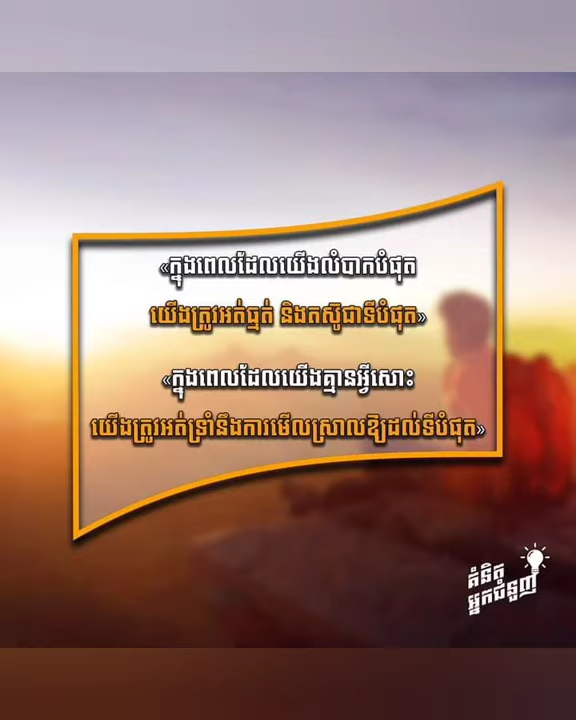 «ក្នុងពេលដែលយើងលំបាកបំផុត
យើងត្រូវអត់ធ្មត់ និងតស៊ូជាទីបំផុត»
«ក្នុងពេលដែលយើងគ្មានអ្វីសោះ
យើងត្រូវអត់ទ្រាំនឹងការមើលស្រាលឱ្យដល់ទីបំផុត»
គំនិត
អ្នកជំនួញ